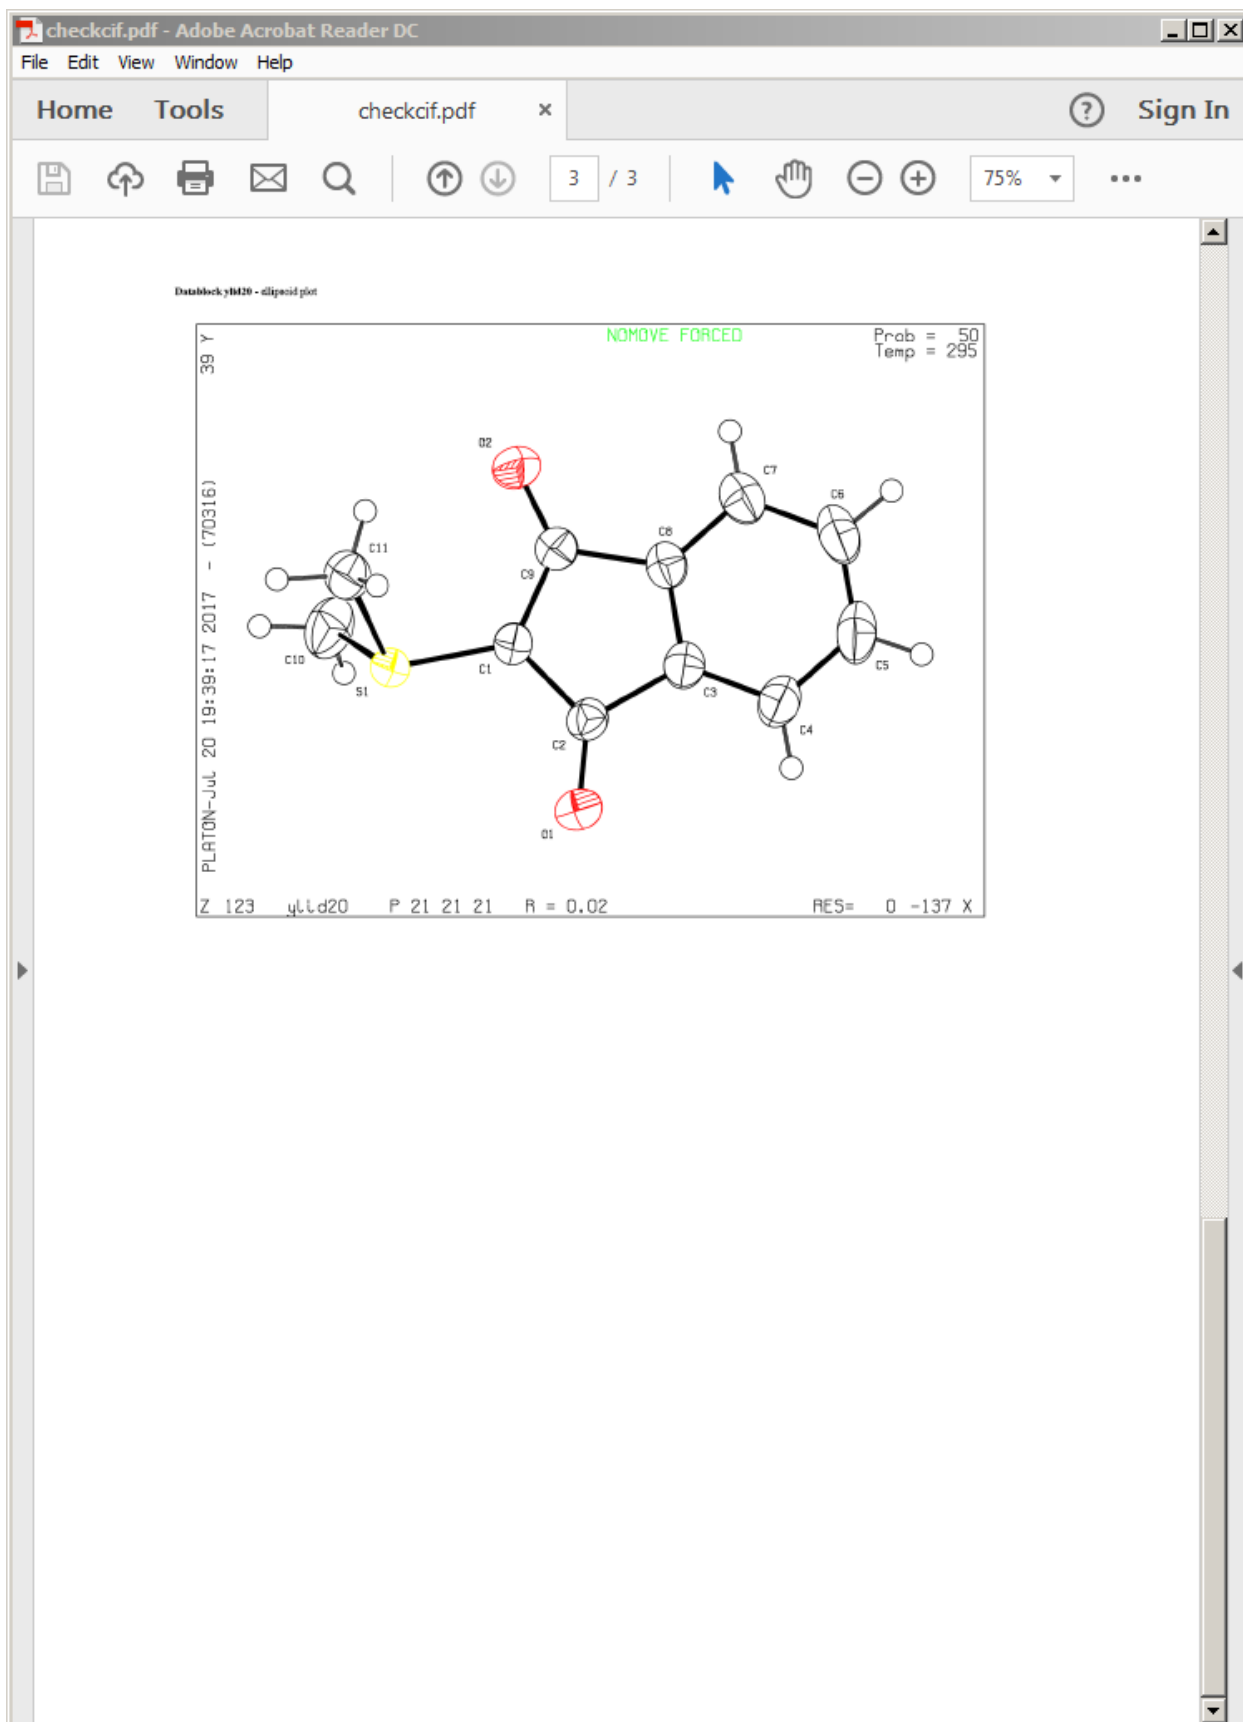 checkcif.pdf - Adobe Acrobat Reader DC
File Edit View Window Help
Home Tools checkcif.pdf × ? Sign In
3 / 3 75%
Datablock ylid20 - ellipsoid plot
NOMOVE FORCED
Prob = 50
Temp = 295
39 Y
PLATON-Jul 20 19:39:17 2017 - (70316)
O2
C7
C6
C8
C11
C9
C10
S1
C1
C5
C3
C4
C2
O1
Z 123 ylid20 P 21 21 21 R = 0.02 RES= 0 -137 X